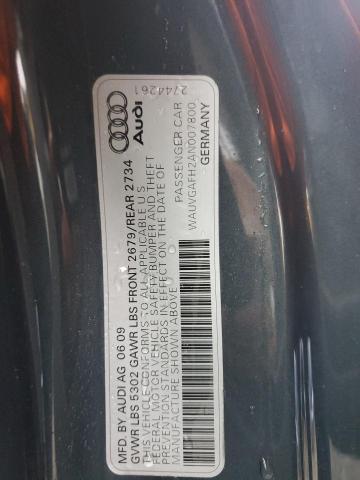 2744261
Audi
MFD. BY AUDI AG 06 09
GVWR LBS 5302 GAWR LBS FRONT 2679/REAR 2734
THIS VEHICLE CONFORMS TO ALL APPLICABLE U S
FEDERAL MOTOR VEHICLE SAFETY BUMPER AND THEFT
PREVENTION STANDARDS IN EFFECT ON THE DATE OF
MANUFACTURE SHOWN ABOVE
PASSENGER CAR
WAUVGAFH2AN007800
GERMANY